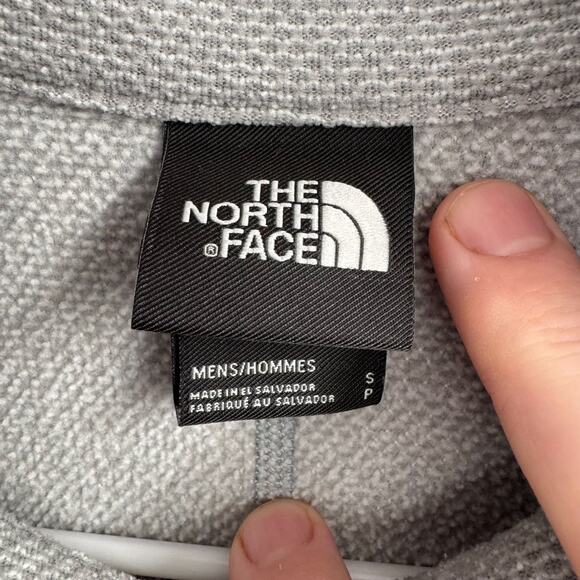 THE
NORTH
® FACE
MENS/HOMMES
MADE IN EL SALVADOR
FABRIQUÉ AU SALVADOR
S
P